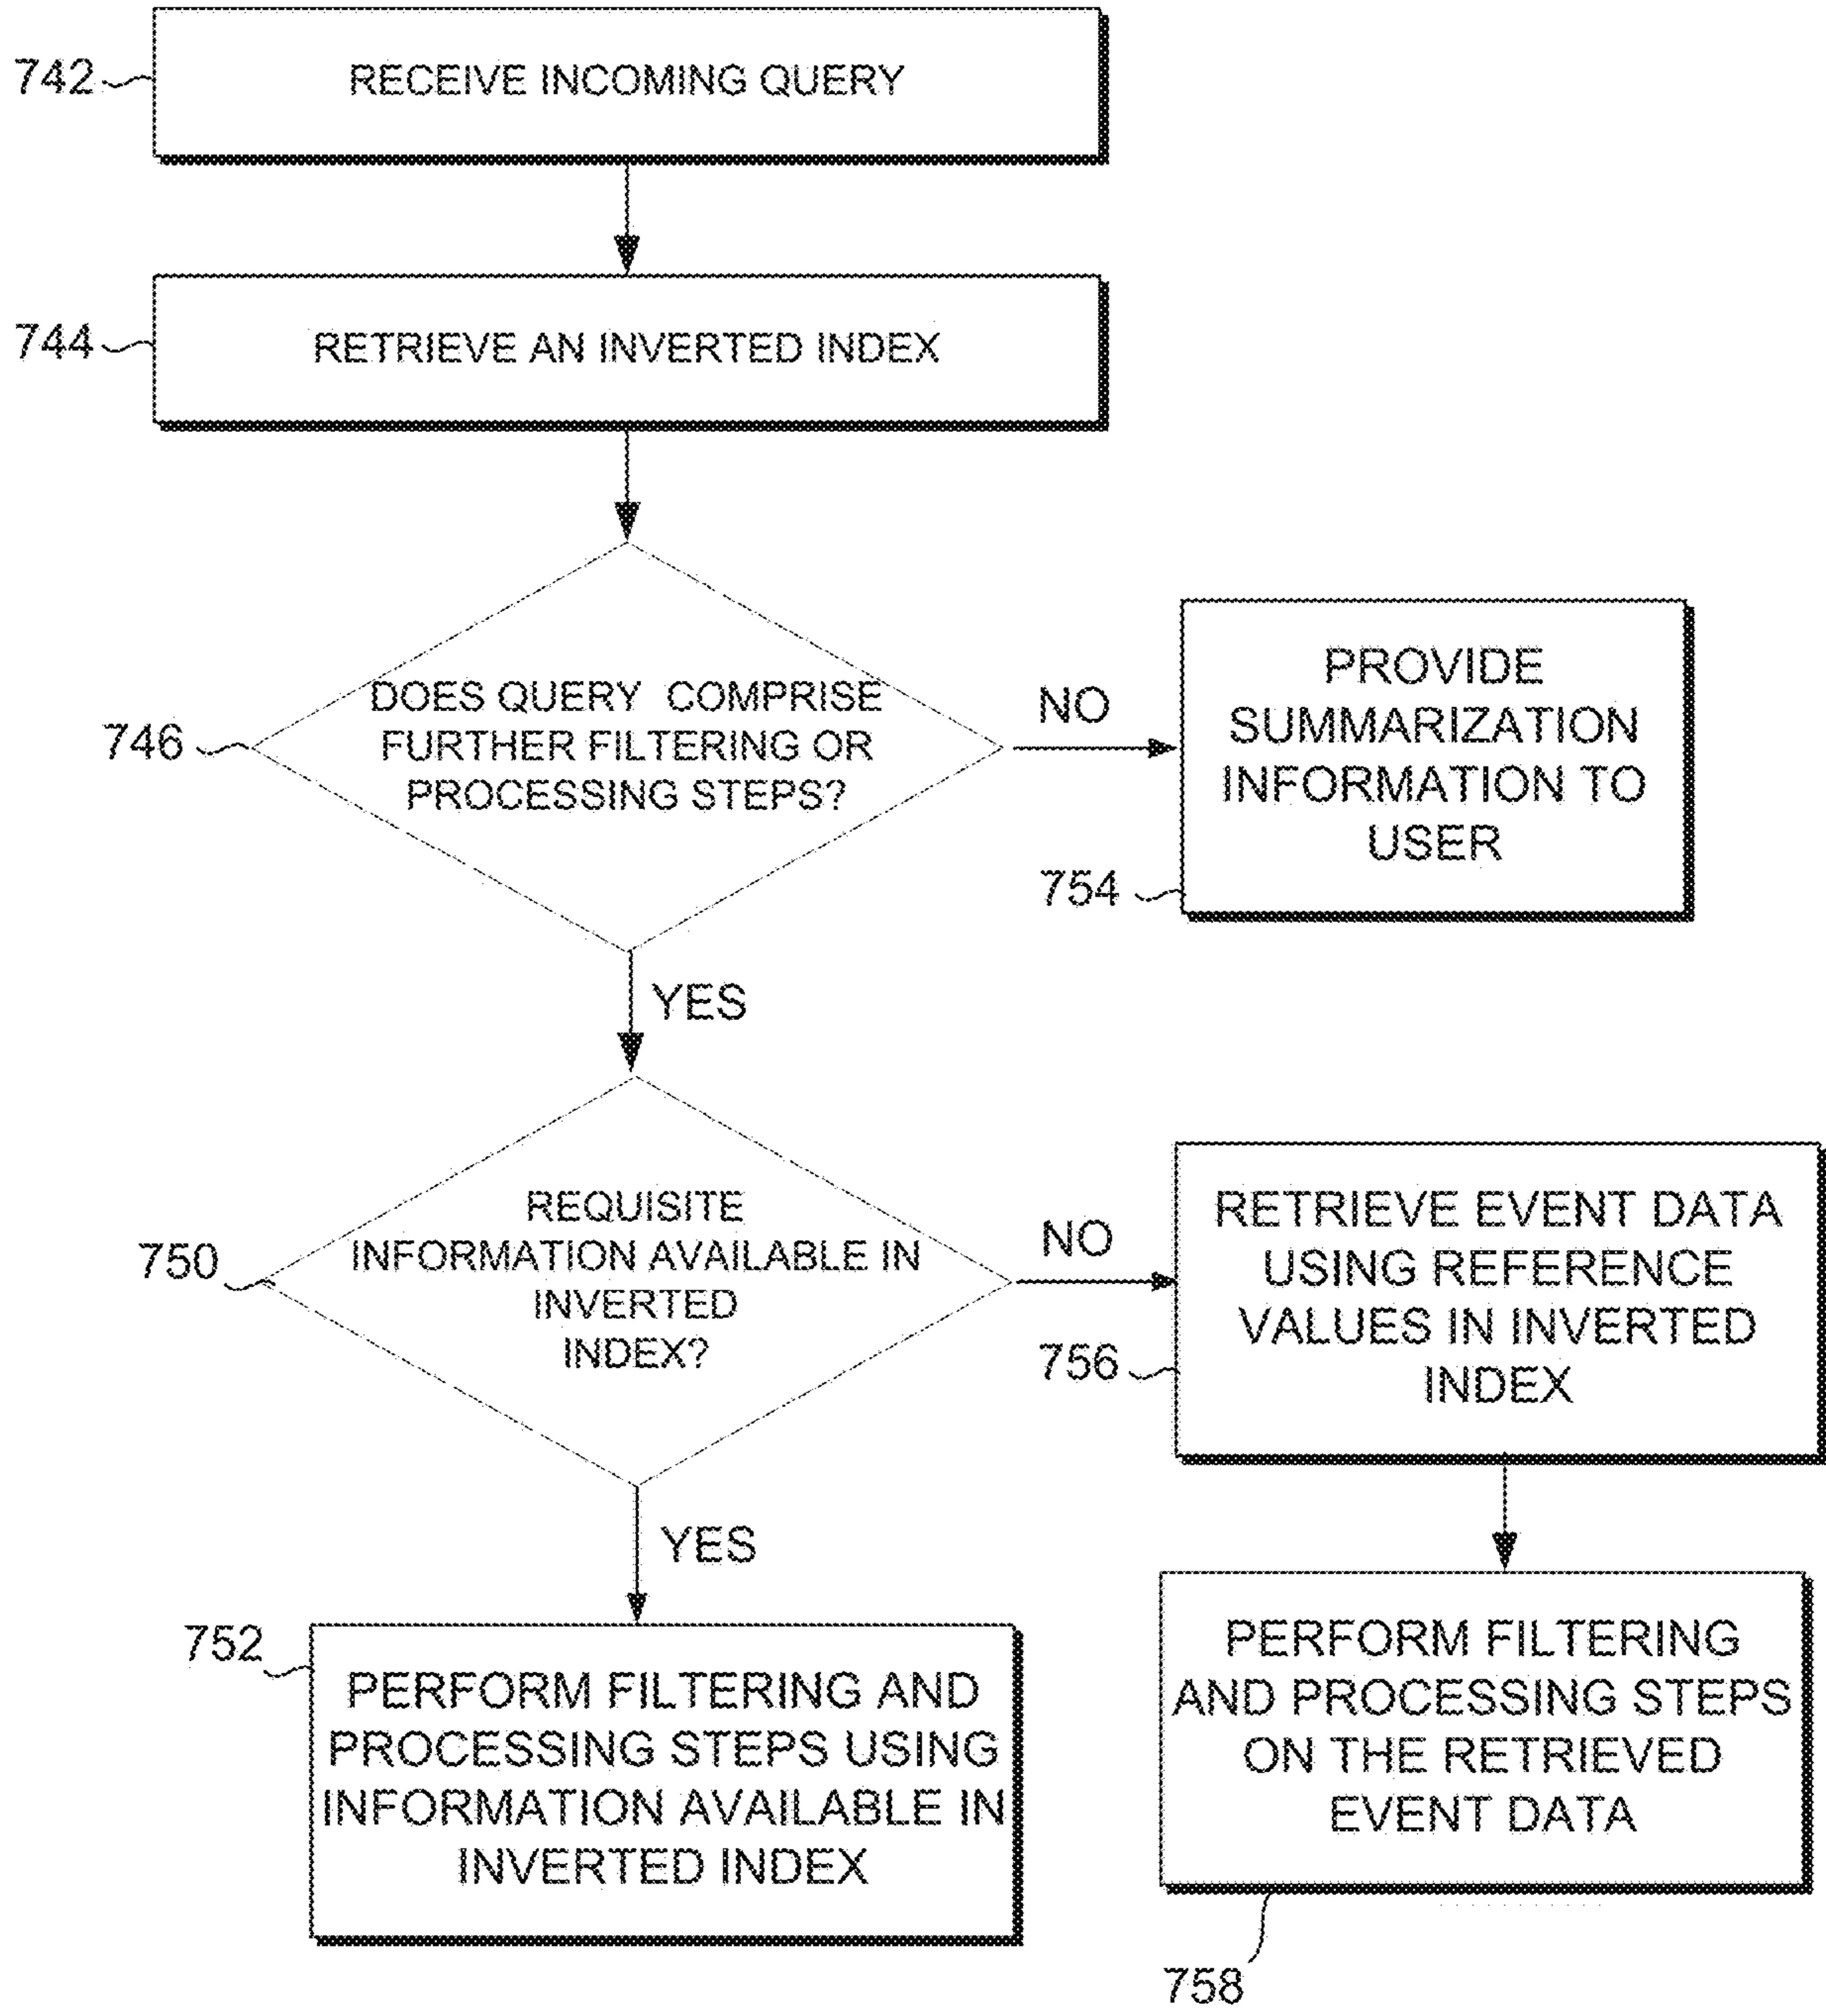 742
RECEIVE INCOMING QUERY
744
RETRIEVE AN INVERTED INDEX
746
DOES QUERY COMPRISE
FURTHER FILTERING OR
PROCESSING STEPS?
NO
PROVIDE
SUMMARIZATION
INFORMATION TO
USER
754
YES
750
REQUISITE
INFORMATION AVAILABLE IN
INVERTED
INDEX?
NO
RETRIEVE EVENT DATA
USING REFERENCE
VALUES IN INVERTED
INDEX
756
YES
752
PERFORM FILTERING AND
PROCESSING STEPS USING
INFORMATION AVAILABLE IN
INVERTED INDEX
PERFORM FILTERING
AND PROCESSING STEPS
ON THE RETRIEVED
EVENT DATA
758